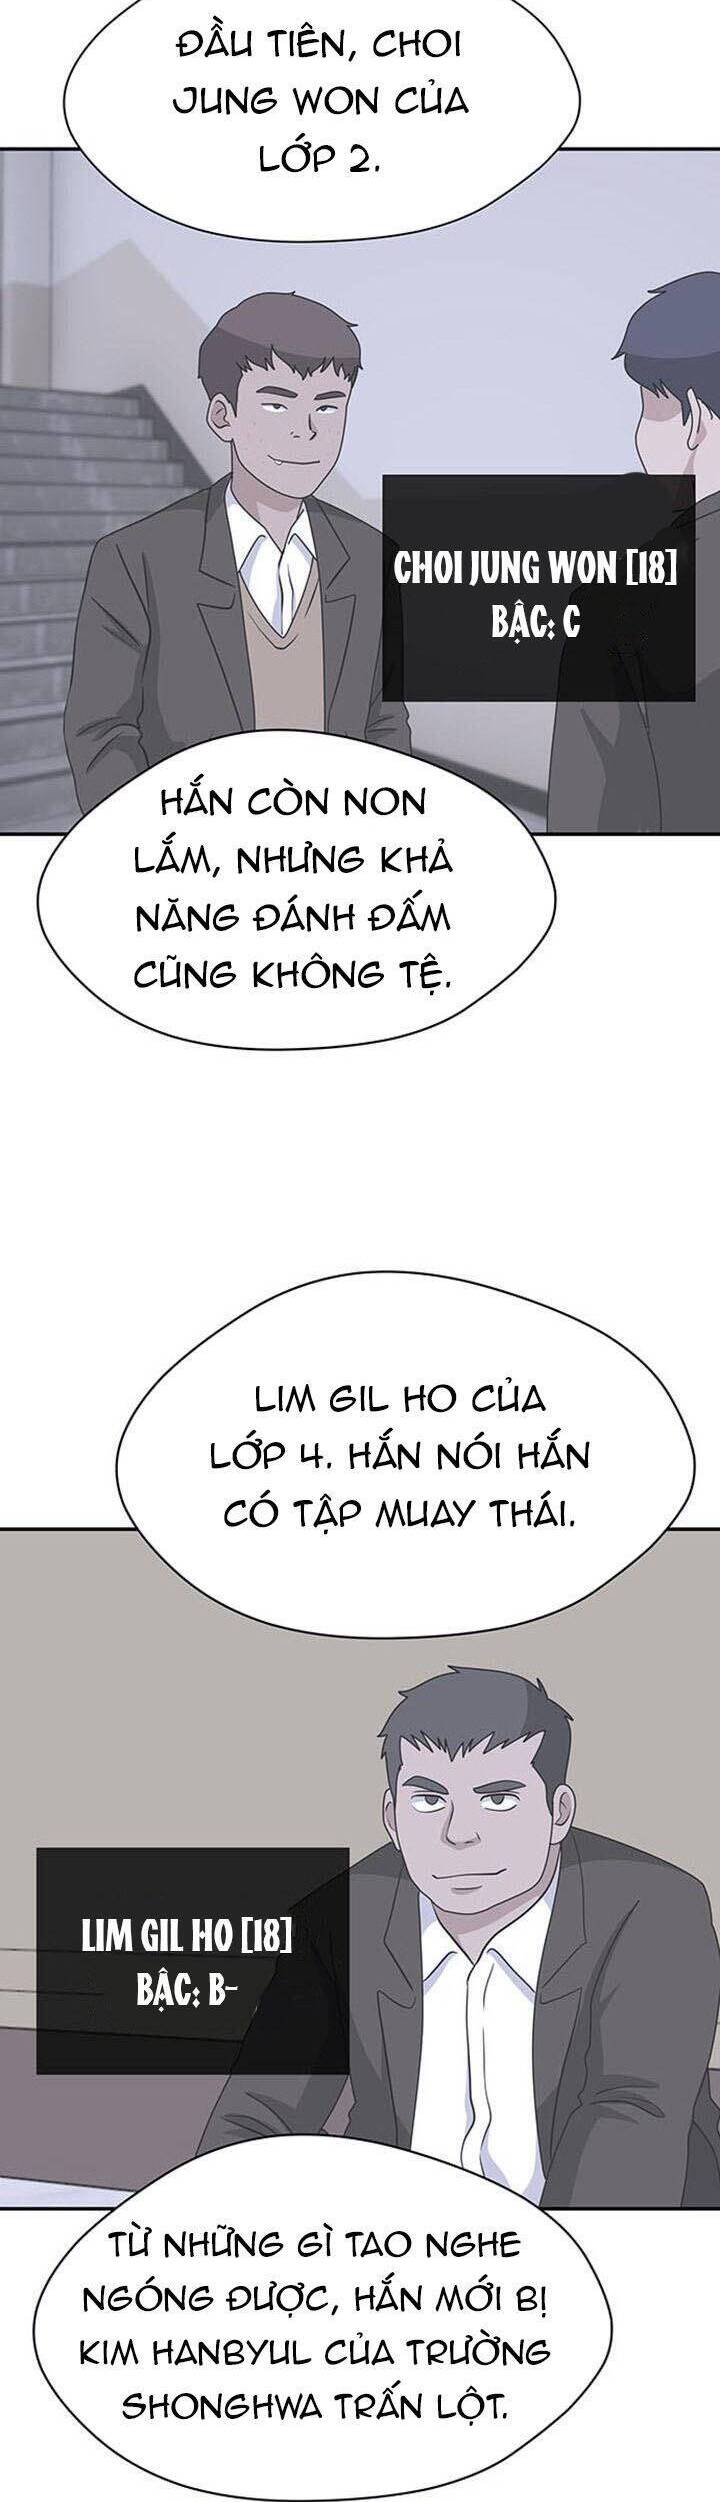 ĐẦU TIÊN, CHOI
JUNG WON CỦA
LỚP 2.
CHOI JUNG WON [18]
BẬC: C
HẮN CÒN NON
LẮM, NHƯNG KHẢ
NĂNG ĐÁNH ĐẤM
CŨNG KHÔNG TỆ.
LIM GIL HO CỦA
LỚP 4. HẮN NÓI HẮN
CÓ TẬP MUAY THÁI.
LIM GIL HO [18]
BẬC: B-
TỪ NHỮNG GÌ TAO NGHE
NGÓNG ĐƯỢC, HẮN MỚI BỊ
KIM HANBYUL CỦA TRƯỜNG
SHONGHWA TRẤN LỘT.